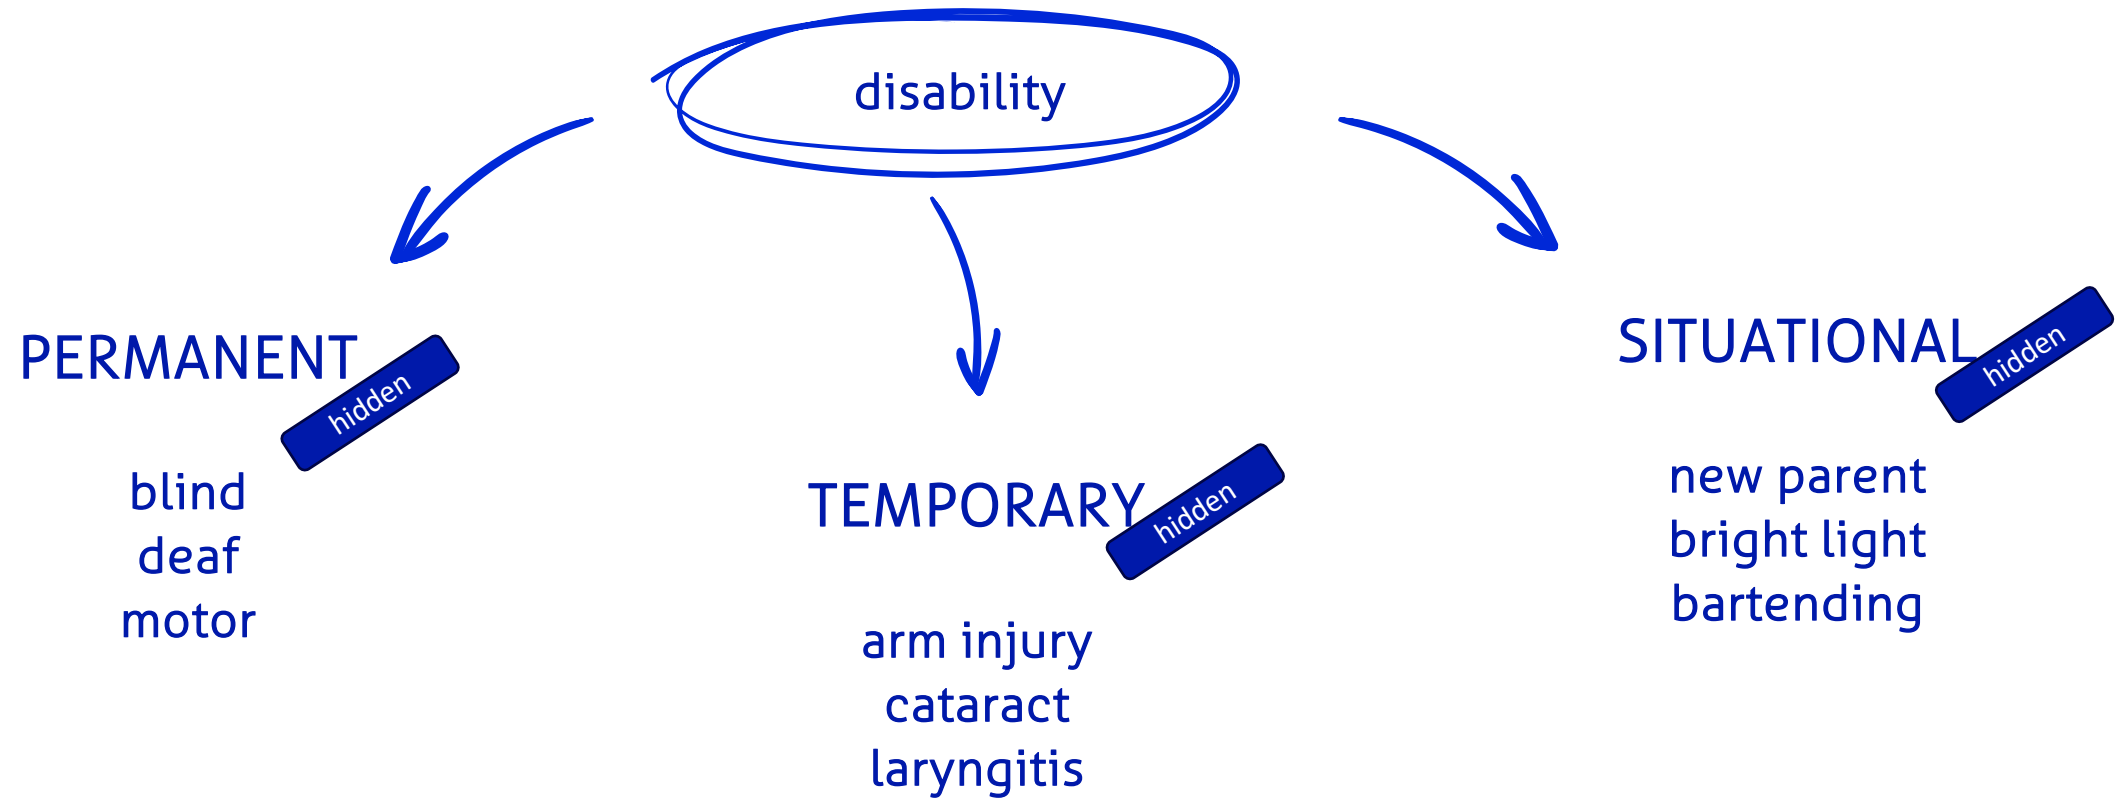 disability
PERMANENT
hidden
blind
deaf
motor
TEMPORARY
hidden
arm injury
cataract
laryngitis
SITUATIONAL
hidden
new parent
bright light
bartending